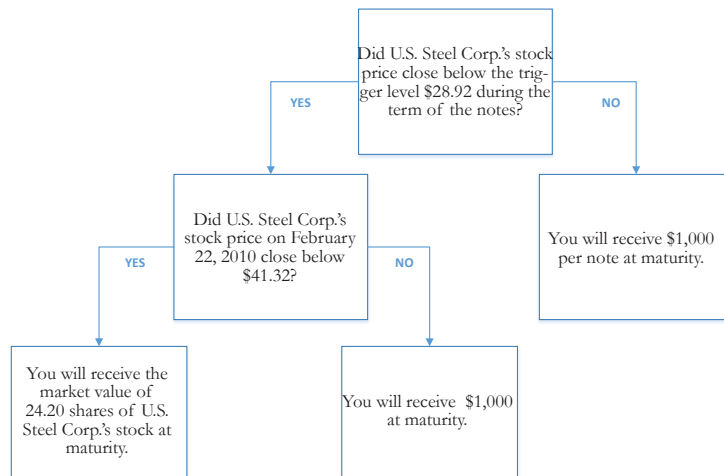 Did U.S. Steel Corp.'s stock
price close below the trig-
ger level $28.92 during the
term of the notes?
YES
NO
Did U.S. Steel Corp.'s
stock price on February
22, 2010 close below
$41.32?
You will receive $1,000
per note at maturity.
YES
NO
You will receive the
market value of
24.20 shares of U.S.
Steel Corp.'s stock at
maturity.
You will receive $1,000
at maturity.